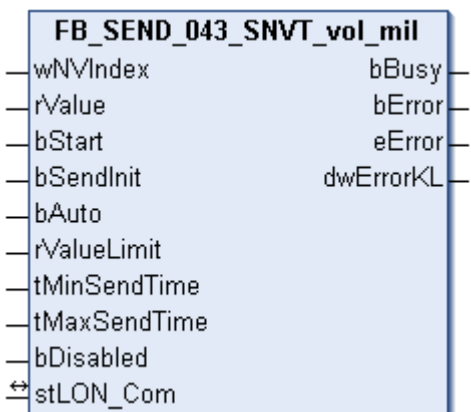 FB_SEND_043_SNVT_vol_mil
wNVIndex bBusy
rValue bError
bStart eError
bSendInit dwErrorKL
bAuto
rValueLimit
tMinSendTime
tMaxSendTime
bDisabled
stLON_Com